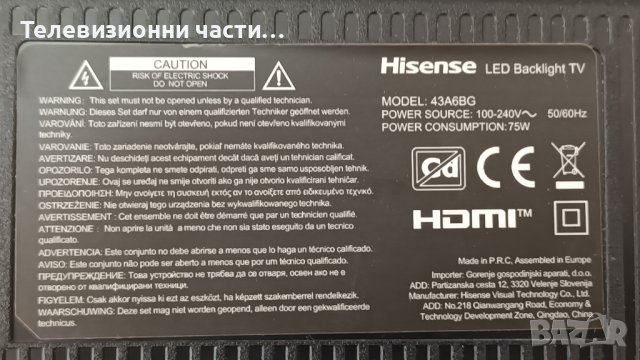 Телевизионни части...
CAUTION
RISK OF ELECTRIC SHOCK
DO NOT OPEN
Hisense LED Backlight TV
MODEL: 43A6BG
POWER SOURCE: 100-240V~ 50/60Hz
POWER CONSUMPTION: 75W
WARNING: This set must not be opened by a qualified technician.
WARNUNG: Dieses Set darf nur von einem qualifizierten Techniker geöffnet werden.
VAROVÁNÍ: Toto zařízení nesmí být otevřeno, pokud nejste kvalifikovanými
techniky.
VAROVANIE: Toto zariadenie neotvárajte, pokiaľ nemáte kvalifikovaného technika.
AVERTIZARE: Nu deschideți acest echipament decât dacă aveți un tehnician calificat.
OPOZORILO: Tega kompleta ne smete odpirati, odpreti ga sme samo usposobljen tehnik.
UPOZORENJE: Ovaj se uređaj ne smije otvoriti ako ne zatražite kvalificirani tehničar.
ΠΡΟΕΙΔΟΠΟΙΗΣΗ: Μην ανοίγετε τη συσκευή εκτός αν το ανοίξετε από ειδικευμένο τεχνικό.
OSTRZEŻENIE: Nie otwieraj tego urządzenia bez wykwalifikowanego technika.
AVERTISSEMENT: Cet ensemble ne doit être démarré que par un technicien qualifié
ATTENZIONE: Non aprire la unità a meno che non sia stato eseguito da un tecnico
qualificato.
ADVERTENCIA: Este conjunto no debe abrirse a menos que lo haga un técnico calificado.
AVISO: Este conjunto não pode ser aberto a menos que por um técnico qualificado.
ПРЕДУПРЕЖДЕНИЕ: Това устройство не трябва да се отваря, освен ако не е
отворено от квалифицирани техници.
FIGYELEM: Csak akkor nyissa ki ezt az eszközt, ha képzett szakemberrel rendelkezik.
WAARSCHUWING: Deze set mag niet worden geopend, alleen door een gekwalificeerde
technicus.
Cd
CE
HDMI™
Made in P.R.C, Assembled in Europe
Importer: Gorenje gospodinjski aparati, d.o.o.
ADD: Partizanska cesta 12, 3320 Velenje Slovenija
Manufacturer: Hisense Visual Technology Co., Ltd.
ADD: No.218 Qianwangang Road, Economy &
Technology Development Zone, Qingdao, China
BAZAR